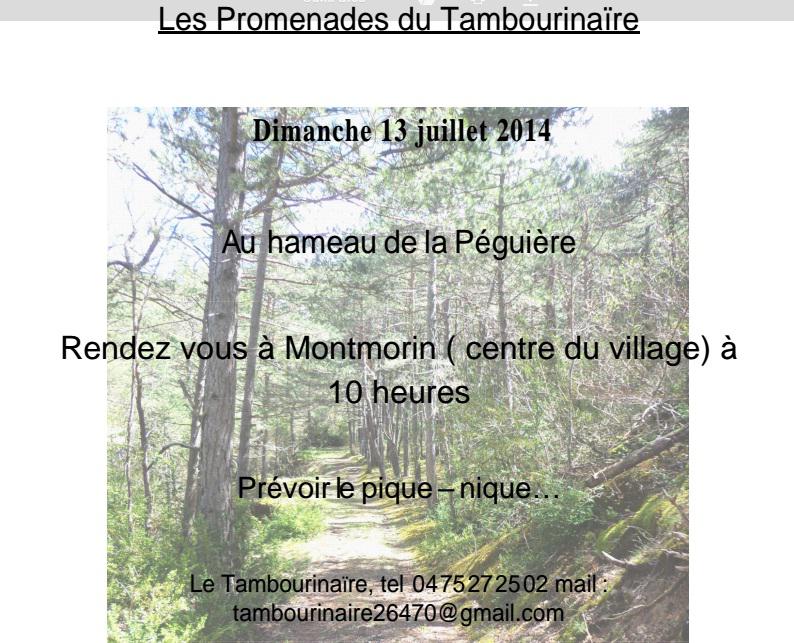 Les Promenades du Tambourinaïre
Dimanche 13 juillet 2014
Au hameau de la Péguière
Rendez vous à Montmorin ( centre du village) à
10 heures
Prévoir le pique – nique…
Le Tambourinaïre, tel 0475272502 mail :
tambourinaire26470@gmail.com